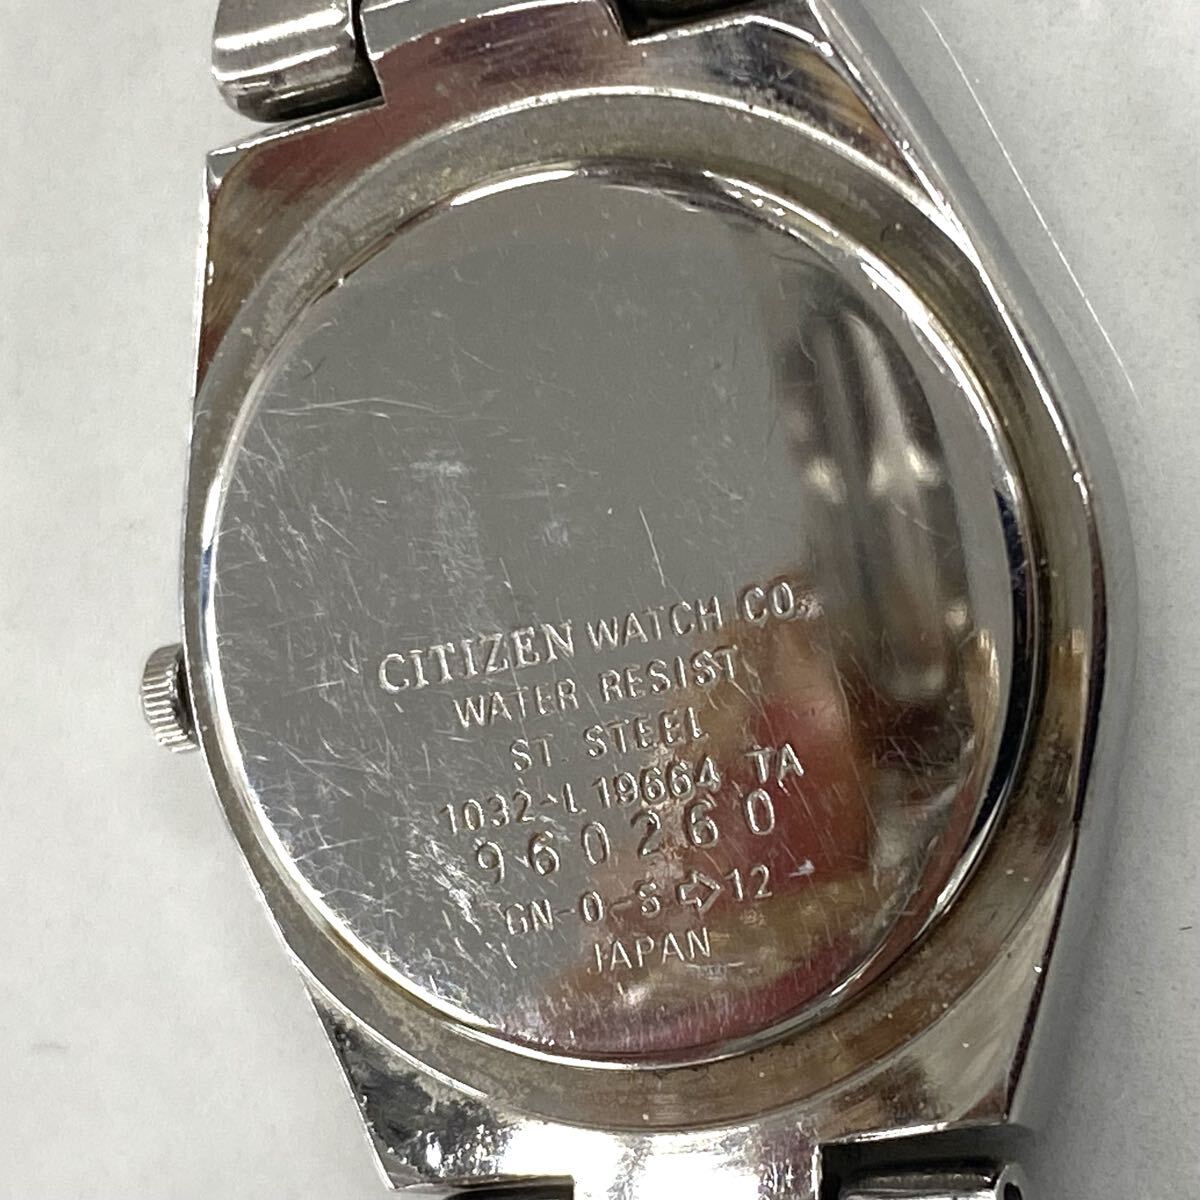 CITIZEN WATCH CO.
WATER RESIST
ST. STEEL
1032-L19664 TA
960260
GN-0-S⇨12
JAPAN